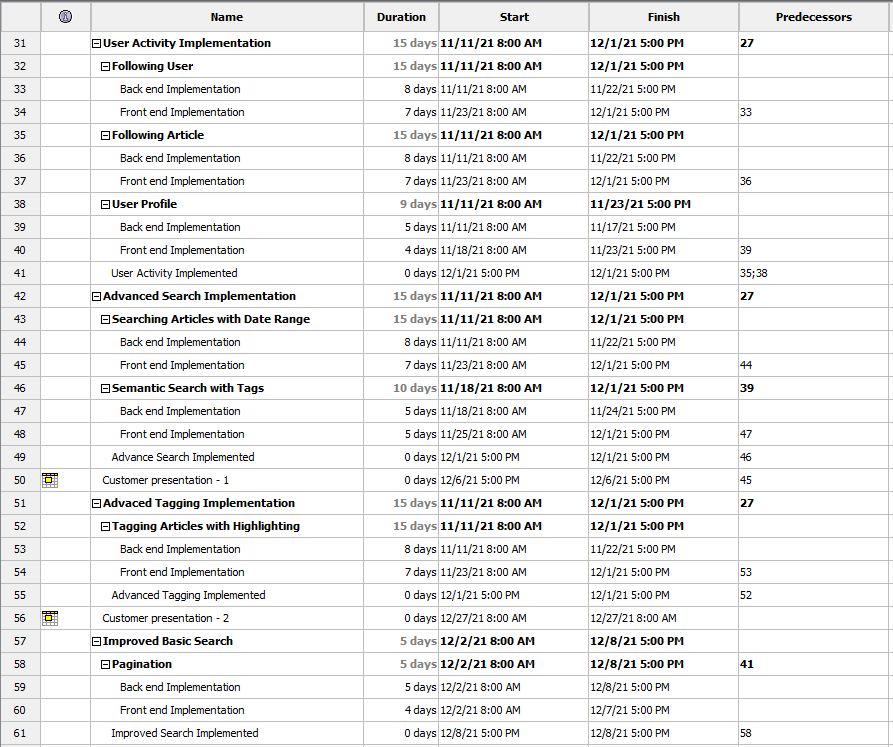 Name Duration Start Finish Predecessors
31 User Activity Implementation 15 days 11/11/21 8:00 AM 12/1/21 5:00 PM 27
32 Following User 15 days 11/11/21 8:00 AM 12/1/21 5:00 PM
33 Back end Implementation 8 days 11/11/21 8:00 AM 11/22/21 5:00 PM
34 Front end Implementation 7 days 11/23/21 8:00 AM 12/1/21 5:00 PM 33
35 Following Article 15 days 11/11/21 8:00 AM 12/1/21 5:00 PM
36 Back end Implementation 8 days 11/11/21 8:00 AM 11/22/21 5:00 PM
37 Front end Implementation 7 days 11/23/21 8:00 AM 12/1/21 5:00 PM 36
38 User Profile 9 days 11/11/21 8:00 AM 11/23/21 5:00 PM
39 Back end Implementation 5 days 11/11/21 8:00 AM 11/17/21 5:00 PM
40 Front end Implementation 4 days 11/18/21 8:00 AM 11/23/21 5:00 PM 39
41 User Activity Implemented 0 days 12/1/21 5:00 PM 12/1/21 5:00 PM 35;38
42 Advanced Search Implementation 15 days 11/11/21 8:00 AM 12/1/21 5:00 PM 27
43 Searching Articles with Date Range 15 days 11/11/21 8:00 AM 12/1/21 5:00 PM
44 Back end Implementation 8 days 11/11/21 8:00 AM 11/22/21 5:00 PM
45 Front end Implementation 7 days 11/23/21 8:00 AM 12/1/21 5:00 PM 44
46 Semantic Search with Tags 10 days 11/18/21 8:00 AM 12/1/21 5:00 PM 39
47 Back end Implementation 5 days 11/18/21 8:00 AM 11/24/21 5:00 PM
48 Front end Implementation 5 days 11/25/21 8:00 AM 12/1/21 5:00 PM 47
49 Advance Search Implemented 0 days 12/1/21 5:00 PM 12/1/21 5:00 PM 46
50 Customer presentation - 1 0 days 12/6/21 5:00 PM 12/6/21 5:00 PM 45
51 Advaced Tagging Implementation 15 days 11/11/21 8:00 AM 12/1/21 5:00 PM 27
52 Tagging Articles with Highlighting 15 days 11/11/21 8:00 AM 12/1/21 5:00 PM
53 Back end Implementation 8 days 11/11/21 8:00 AM 11/22/21 5:00 PM
54 Front end Implementation 7 days 11/23/21 8:00 AM 12/1/21 5:00 PM 53
55 Advanced Tagging Implemented 0 days 12/1/21 5:00 PM 12/1/21 5:00 PM 52
56 Customer presentation - 2 0 days 12/27/21 8:00 AM 12/27/21 8:00 AM
57 Improved Basic Search 5 days 12/2/21 8:00 AM 12/8/21 5:00 PM
58 Pagination 5 days 12/2/21 8:00 AM 12/8/21 5:00 PM 41
59 Back end Implementation 5 days 12/2/21 8:00 AM 12/8/21 5:00 PM
60 Front end Implementation 4 days 12/2/21 8:00 AM 12/7/21 5:00 PM
61 Improved Search Implemented 0 days 12/8/21 5:00 PM 12/8/21 5:00 PM 58